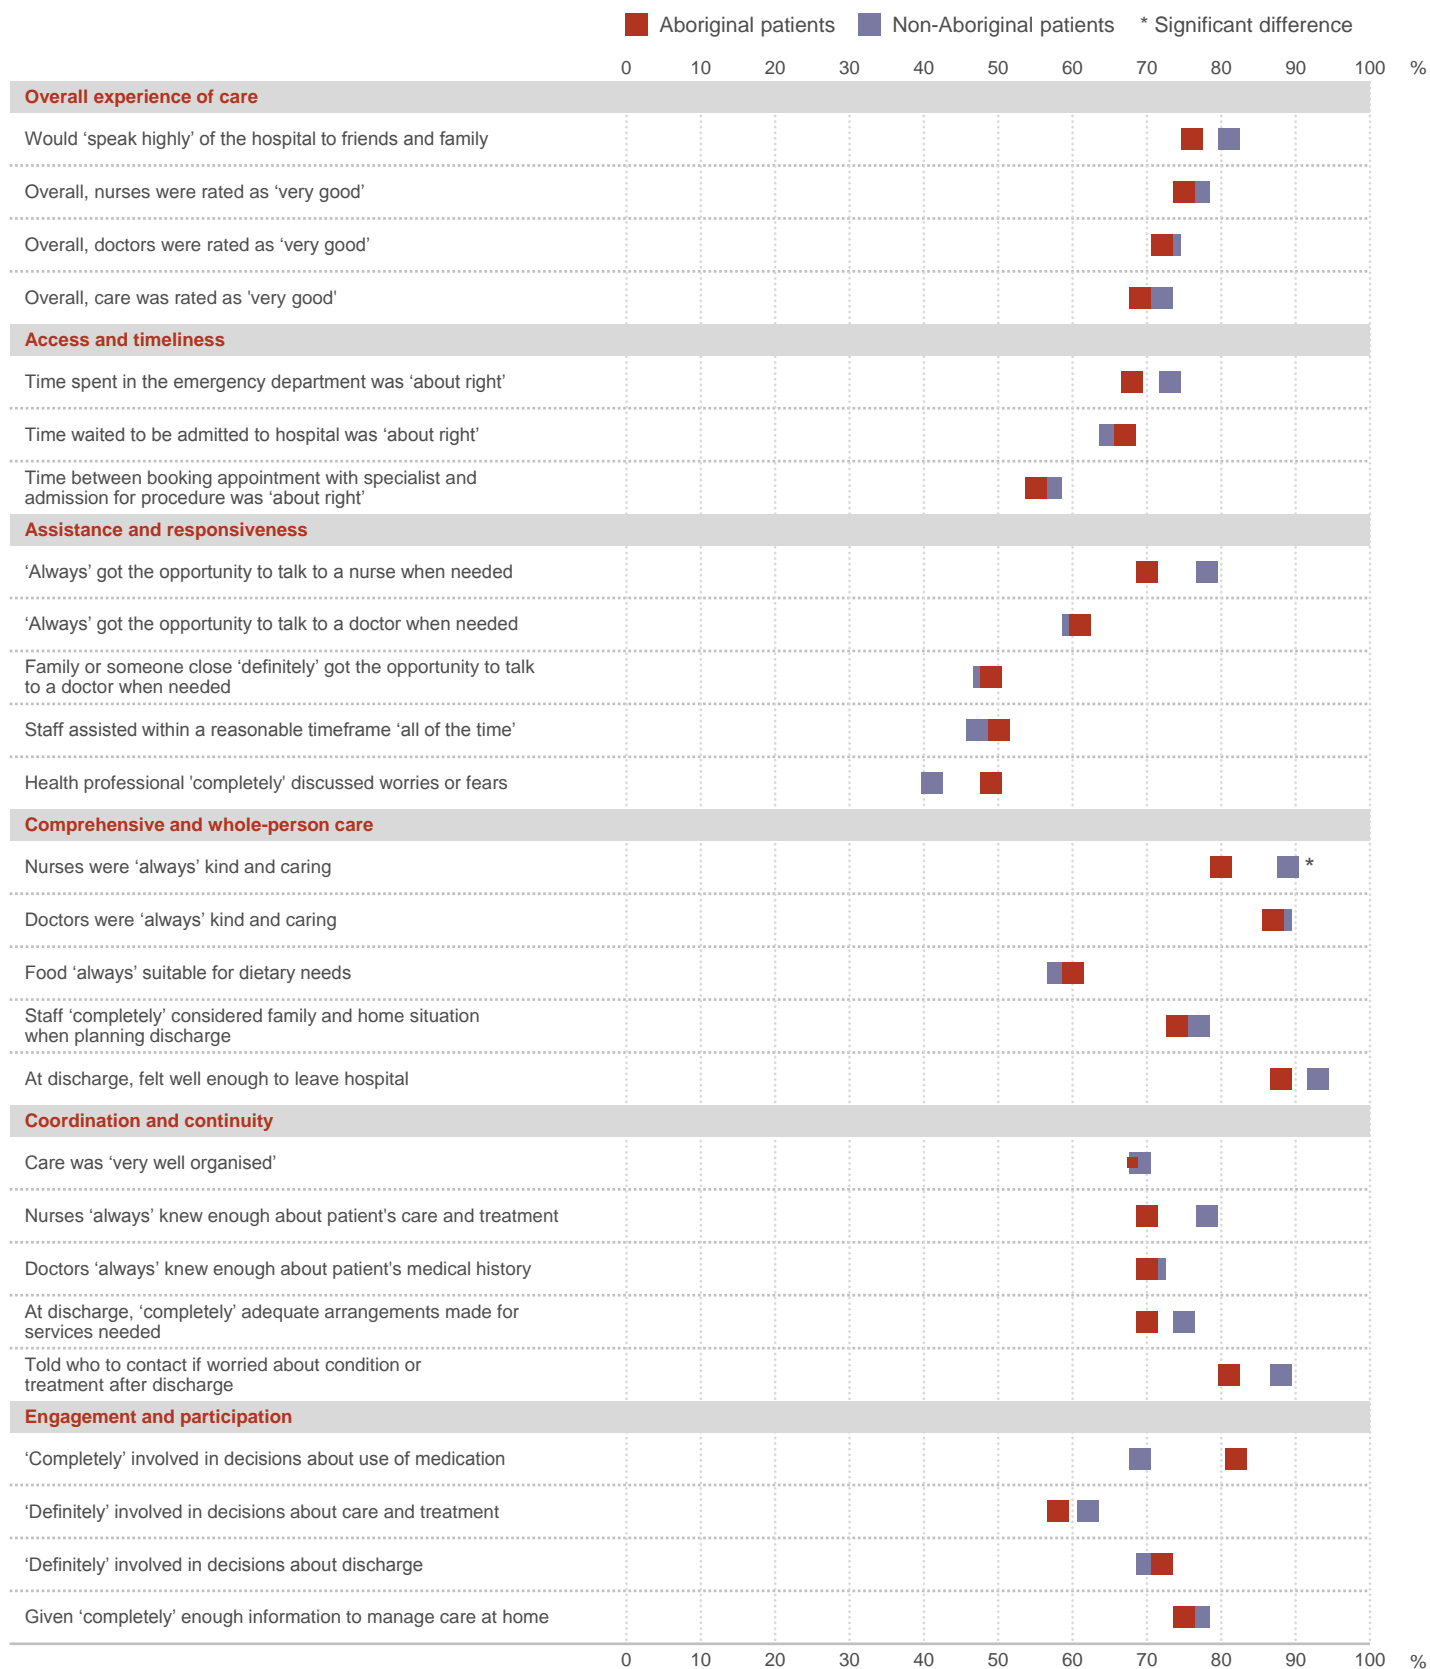 Aboriginal patients Non-Aboriginal patients * Significant difference
0 10 20 30 40 50 60 70 80 90 100 %
Overall experience of care
Would ‘speak highly’ of the hospital to friends and family
Overall, nurses were rated as ‘very good’
Overall, doctors were rated as ‘very good’
Overall, care was rated as 'very good'
Access and timeliness
Time spent in the emergency department was ‘about right’
Time waited to be admitted to hospital was ‘about right’
Time between booking appointment with specialist and
admission for procedure was ‘about right’
Assistance and responsiveness
‘Always’ got the opportunity to talk to a nurse when needed
‘Always’ got the opportunity to talk to a doctor when needed
Family or someone close ‘definitely’ got the opportunity to talk
to a doctor when needed
Staff assisted within a reasonable timeframe ‘all of the time’
Health professional 'completely' discussed worries or fears
Comprehensive and whole-person care
Nurses were ‘always’ kind and caring *
Doctors were ‘always’ kind and caring
Food ‘always’ suitable for dietary needs
Staff ‘completely’ considered family and home situation
when planning discharge
At discharge, felt well enough to leave hospital
Coordination and continuity
Care was ‘very well organised’
Nurses ‘always’ knew enough about patient's care and treatment
Doctors ‘always’ knew enough about patient's medical history
At discharge, ‘completely’ adequate arrangements made for
services needed
Told who to contact if worried about condition or
treatment after discharge
Engagement and participation
‘Completely’ involved in decisions about use of medication
‘Definitely’ involved in decisions about care and treatment
‘Definitely’ involved in decisions about discharge
Given ‘completely’ enough information to manage care at home
0 10 20 30 40 50 60 70 80 90 100 %